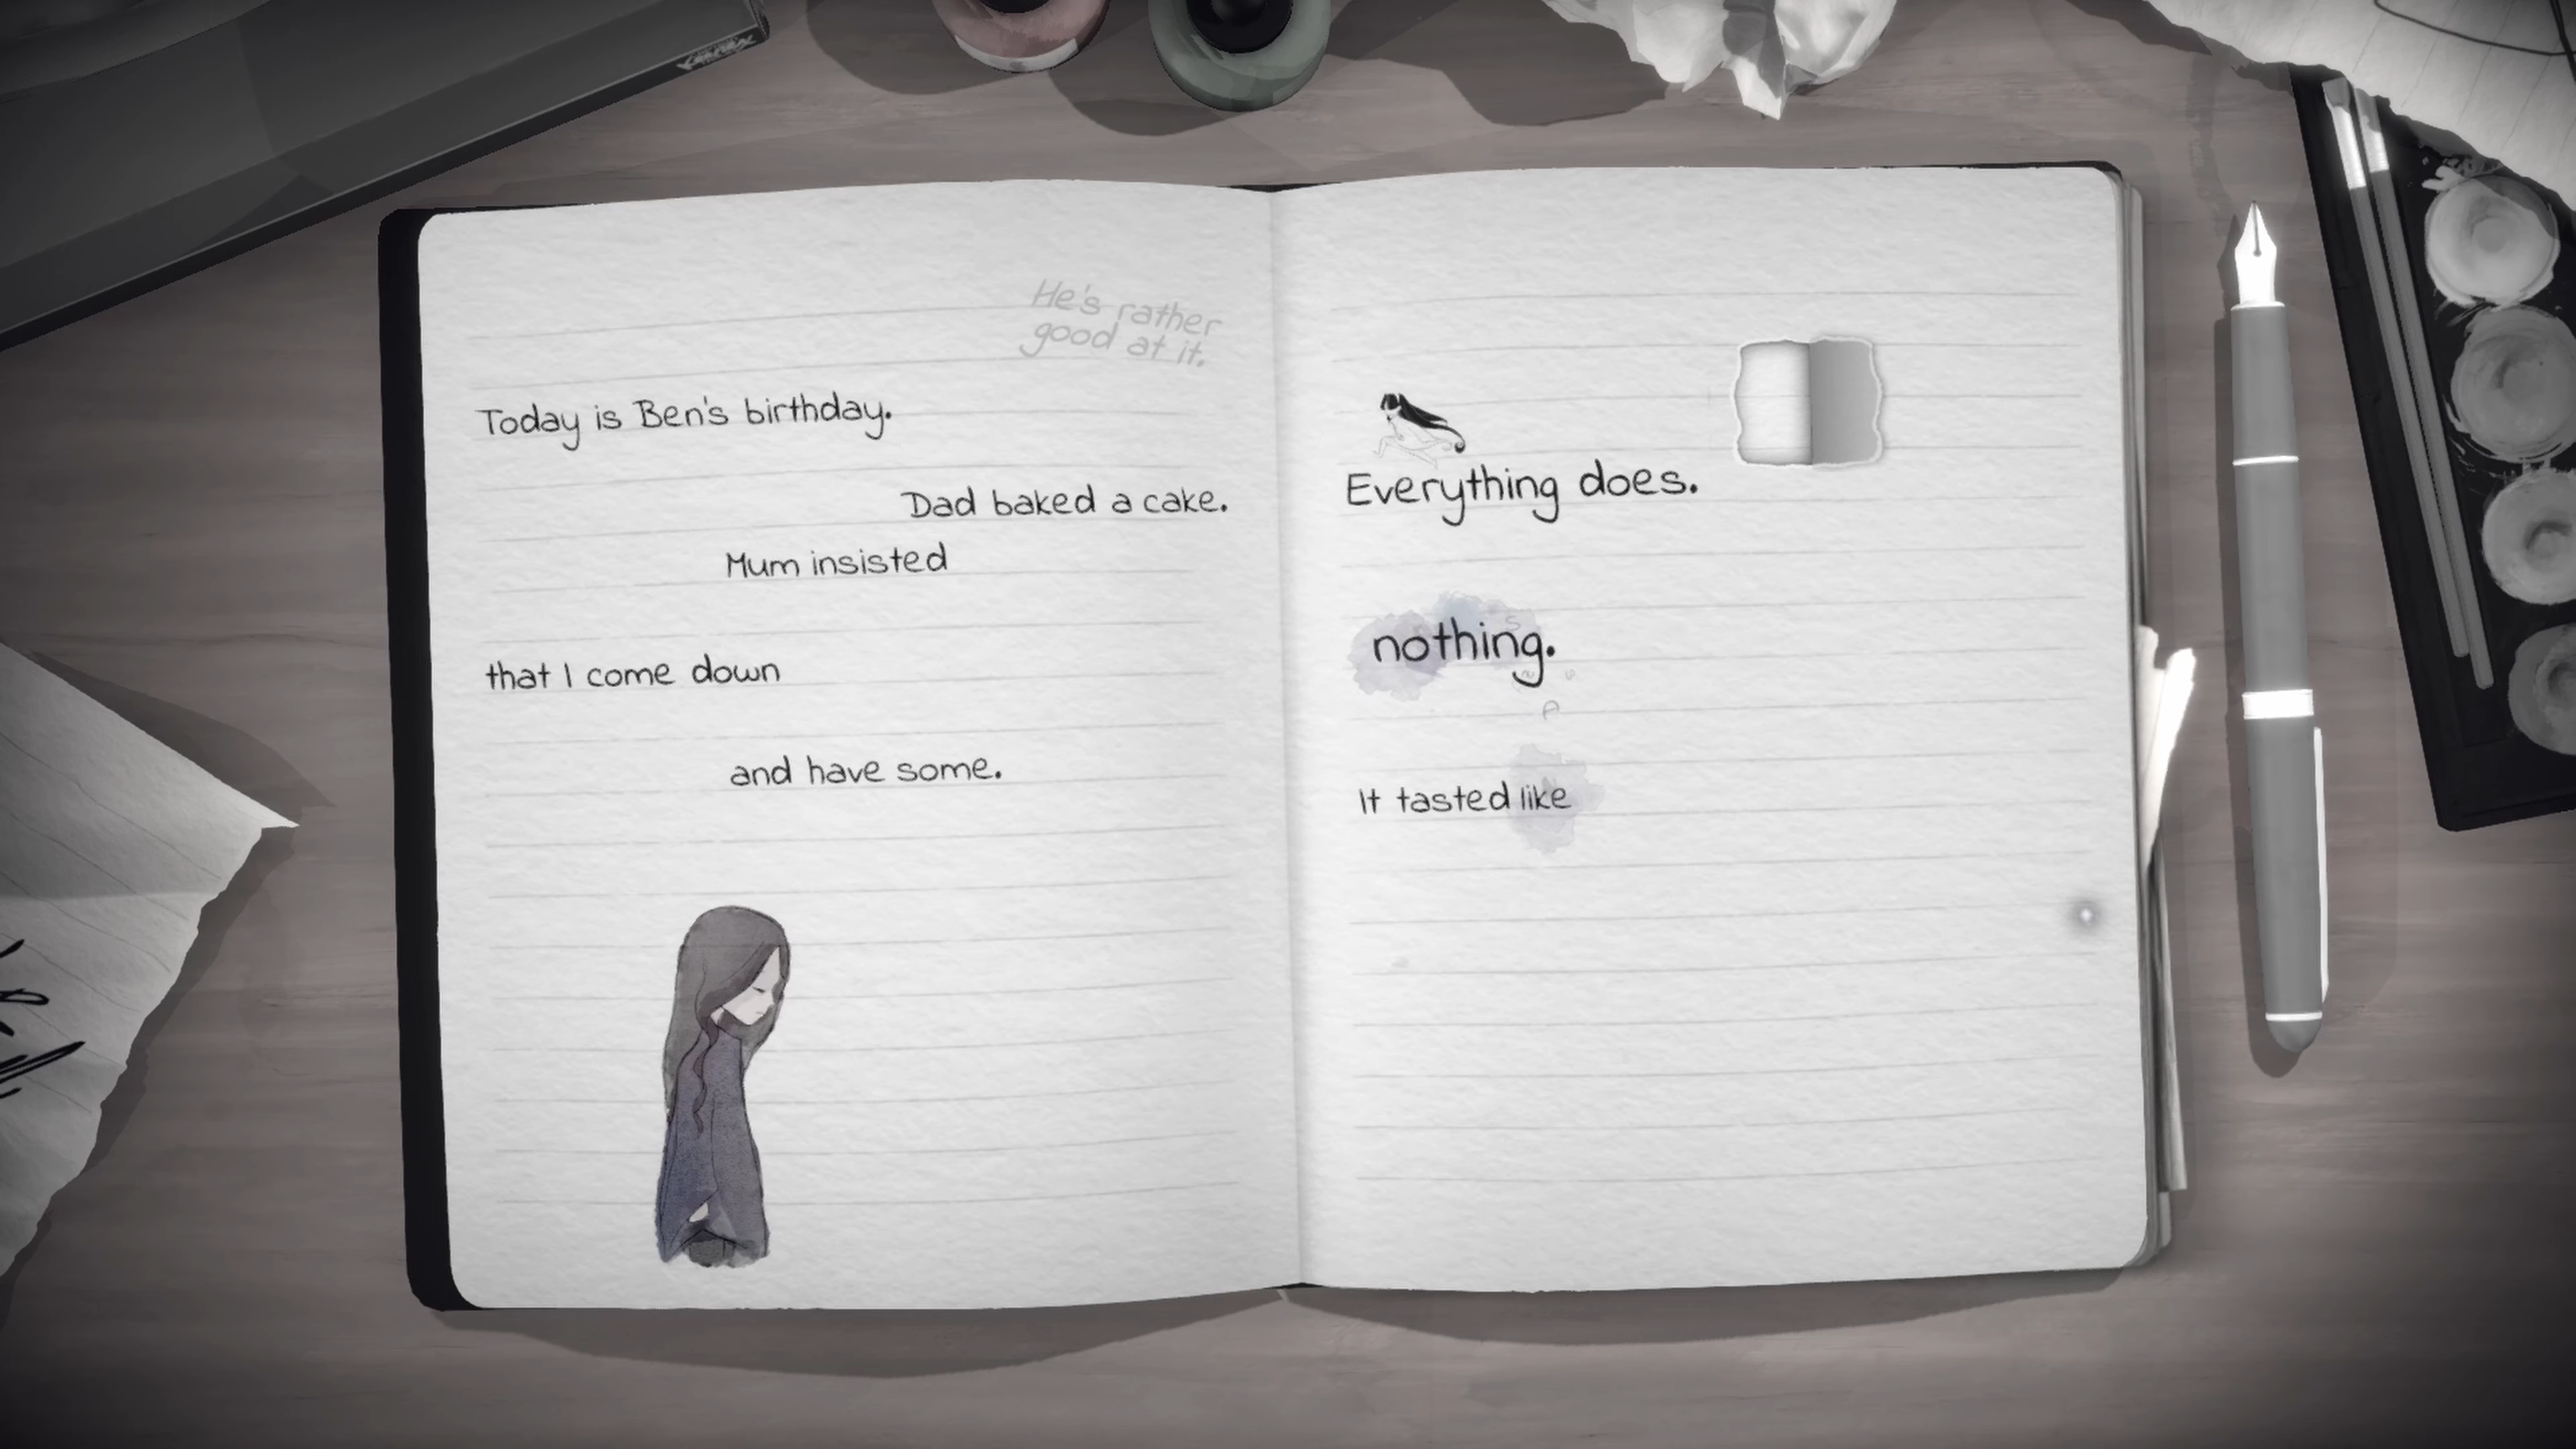 He's rather
good at it.
Today is Ben's birthday.
Dad baked a cake.
Mum insisted
that I come down
and have some.
Everything does.
nothing.
It tasted like